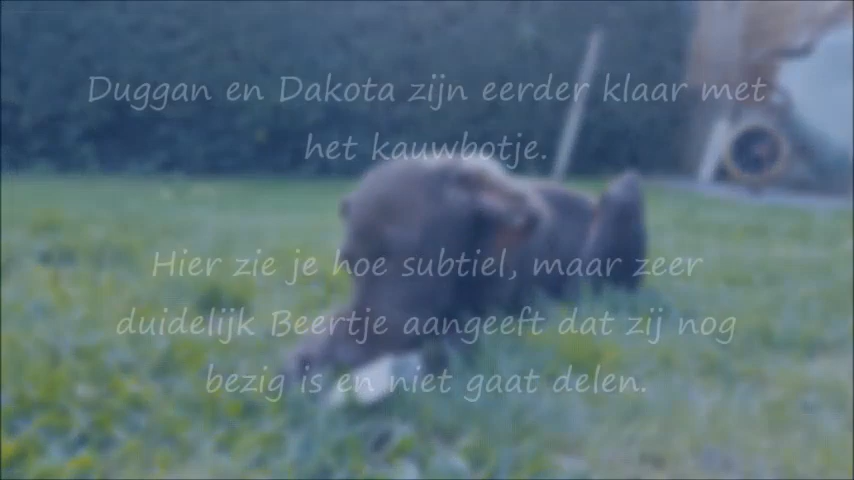 Duggan en Dakota zijn eerder klaar met
het kauwbotje.
Hier zie je hoe subtiel, maar zeer
duidelijk Beertje aangeeft dat zij nog
bezig is en niet gaat delen.